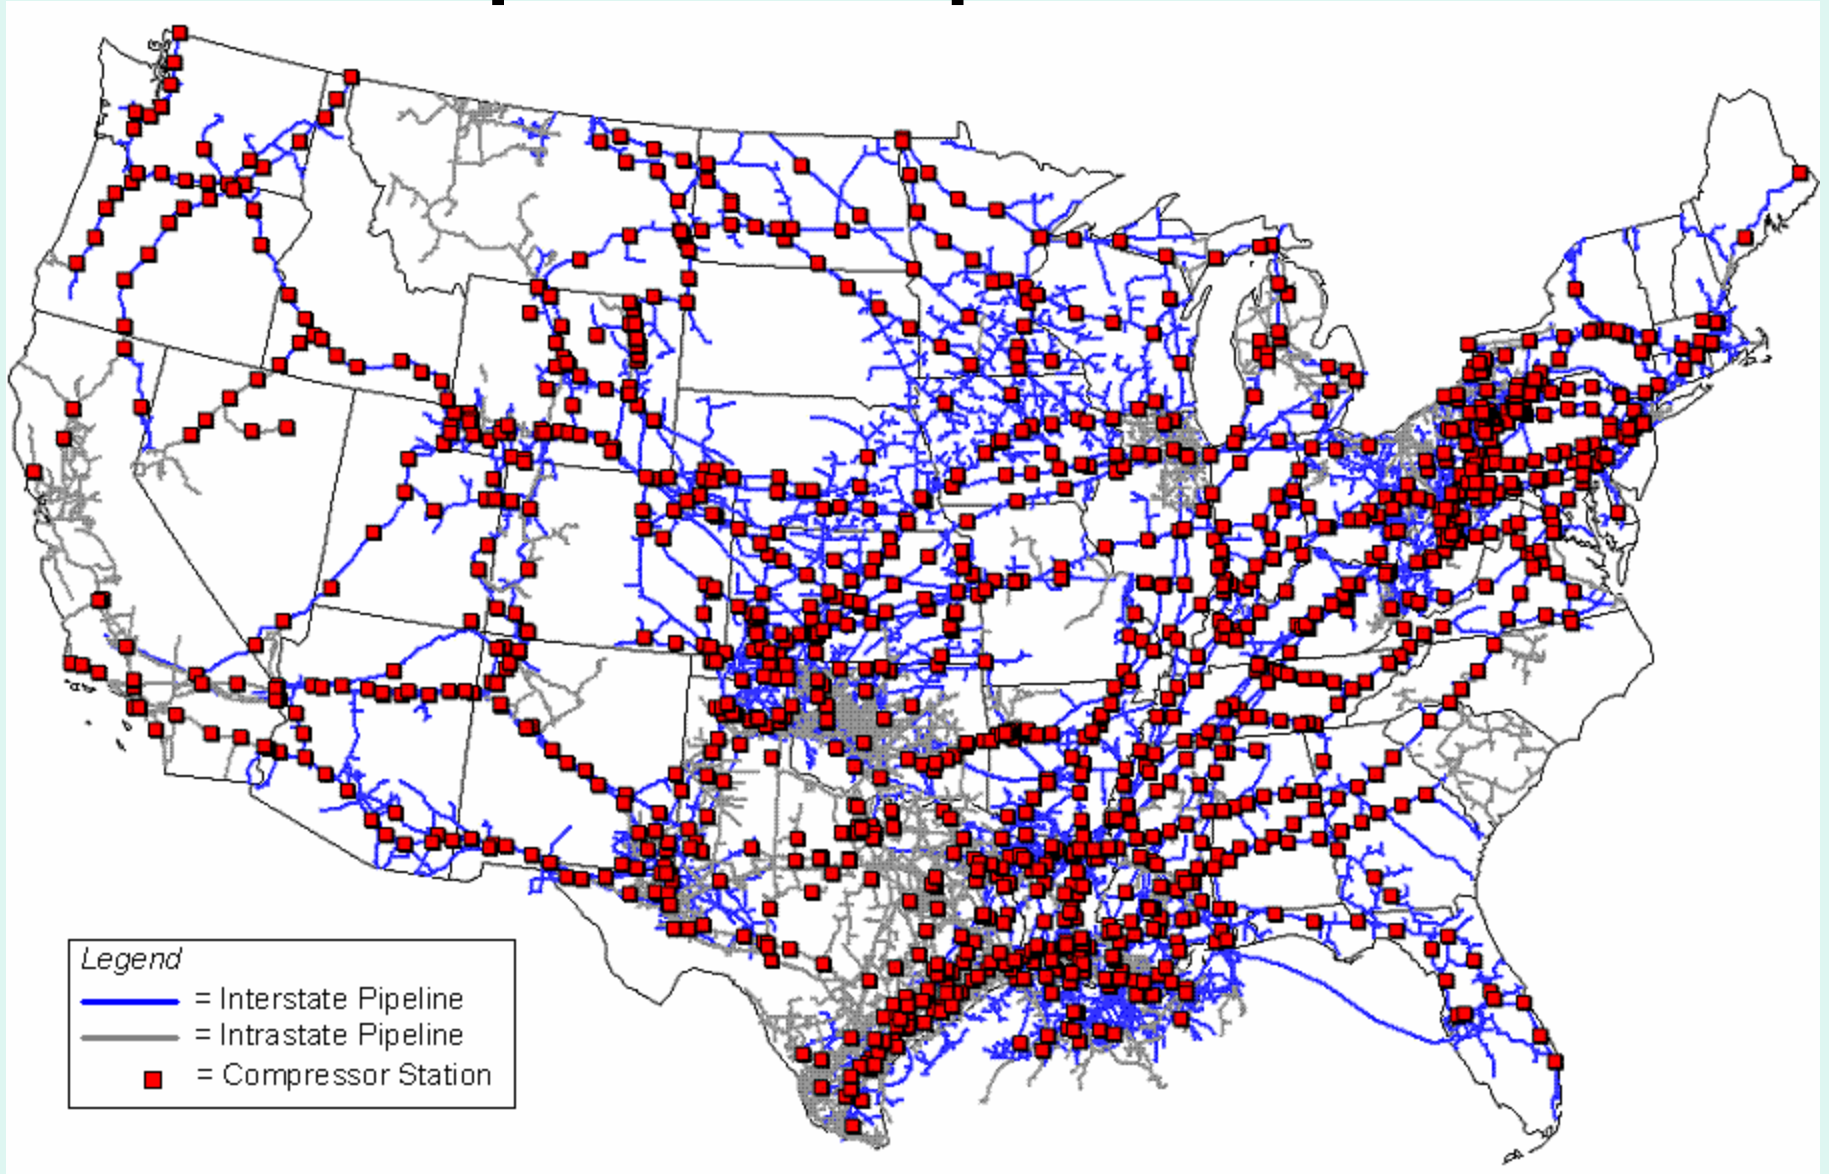 Legend
= Interstate Pipeline
= Intrastate Pipeline
= Compressor Station